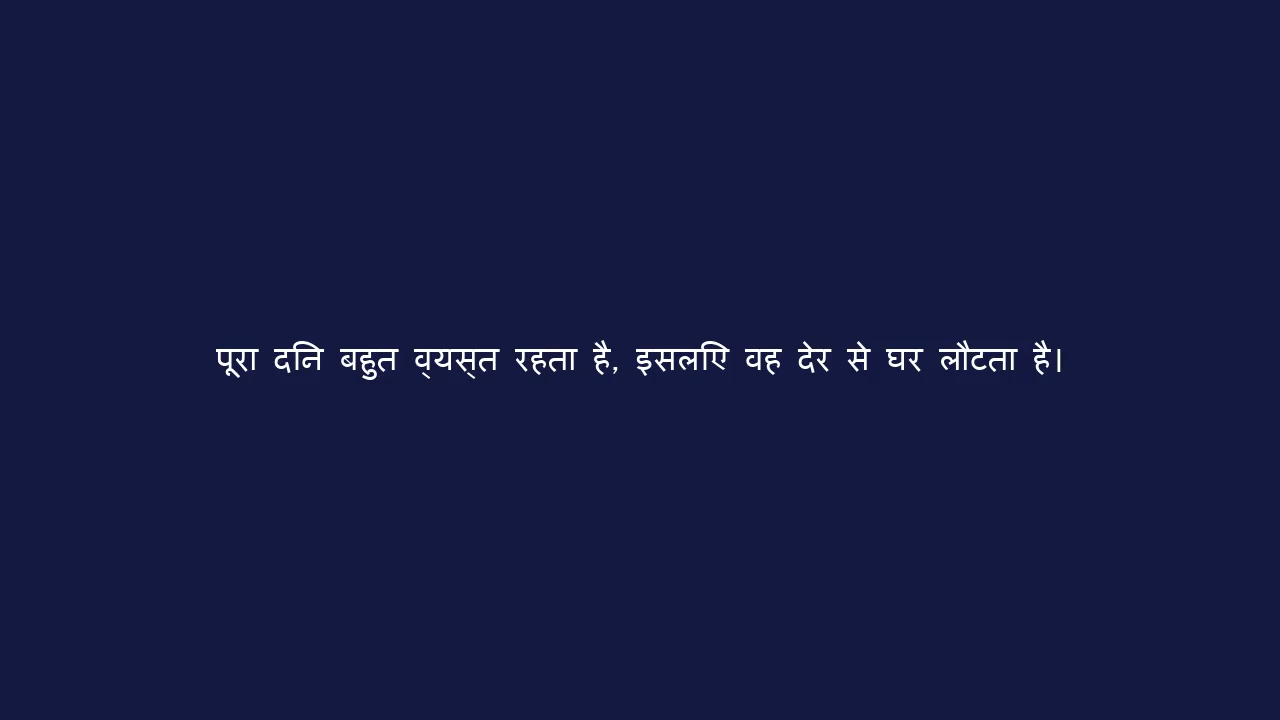 पूरा दिन बहुत व्यस्त रहता है, इसलिए वह देर से घर लौटता है।